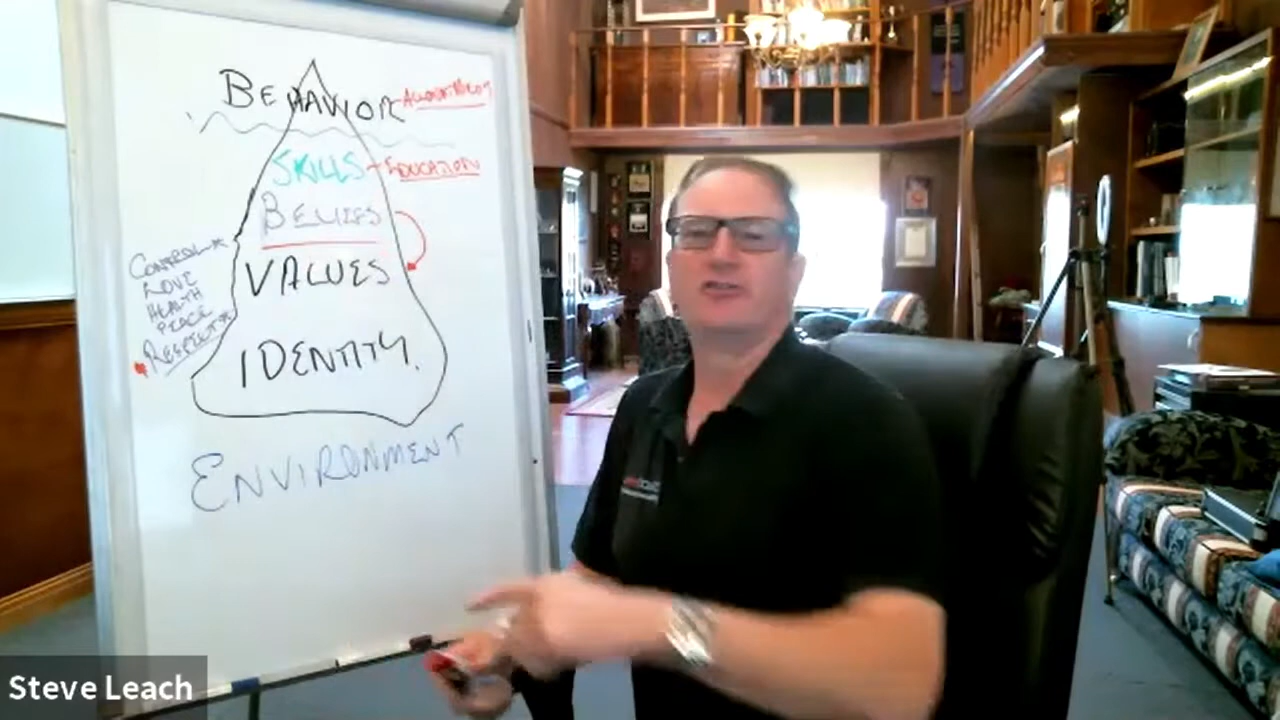 BEHAVIOR - ACCOUNTABILITY
SKILLS - EDUCATION
BELIEFS
VALUES
CONTROL *
LOVE
HEALTH
PEACE
RESPECT *
IDENTITY.
ENVIRONMENT
Steve Leach